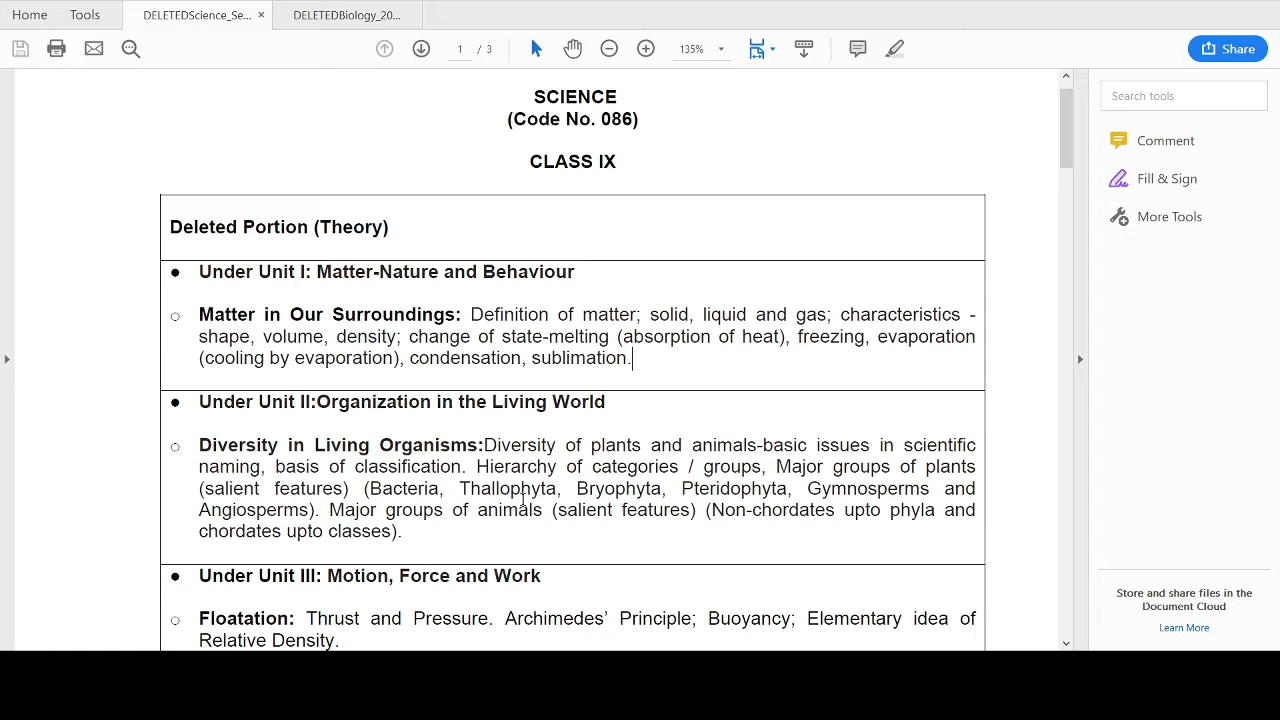 Home Tools DELETEDScience_Se... × DELETEDBiology_20...
1 / 3 135% Share
SCIENCE
(Code No. 086)
CLASS IX
Deleted Portion (Theory)
● Under Unit I: Matter-Nature and Behaviour
○ Matter in Our Surroundings: Definition of matter; solid, liquid and gas; characteristics -
shape, volume, density; change of state-melting (absorption of heat), freezing, evaporation
(cooling by evaporation), condensation, sublimation.
● Under Unit II:Organization in the Living World
○ Diversity in Living Organisms:Diversity of plants and animals-basic issues in scientific
naming, basis of classification. Hierarchy of categories / groups, Major groups of plants
(salient features) (Bacteria, Thallophyta, Bryophyta, Pteridophyta, Gymnosperms and
Angiosperms). Major groups of animals (salient features) (Non-chordates upto phyla and
chordates upto classes).
● Under Unit III: Motion, Force and Work
○ Floatation: Thrust and Pressure. Archimedes’ Principle; Buoyancy; Elementary idea of
Relative Density.
Search tools
Comment
Fill & Sign
More Tools
Store and share files in the
Document Cloud
Learn More